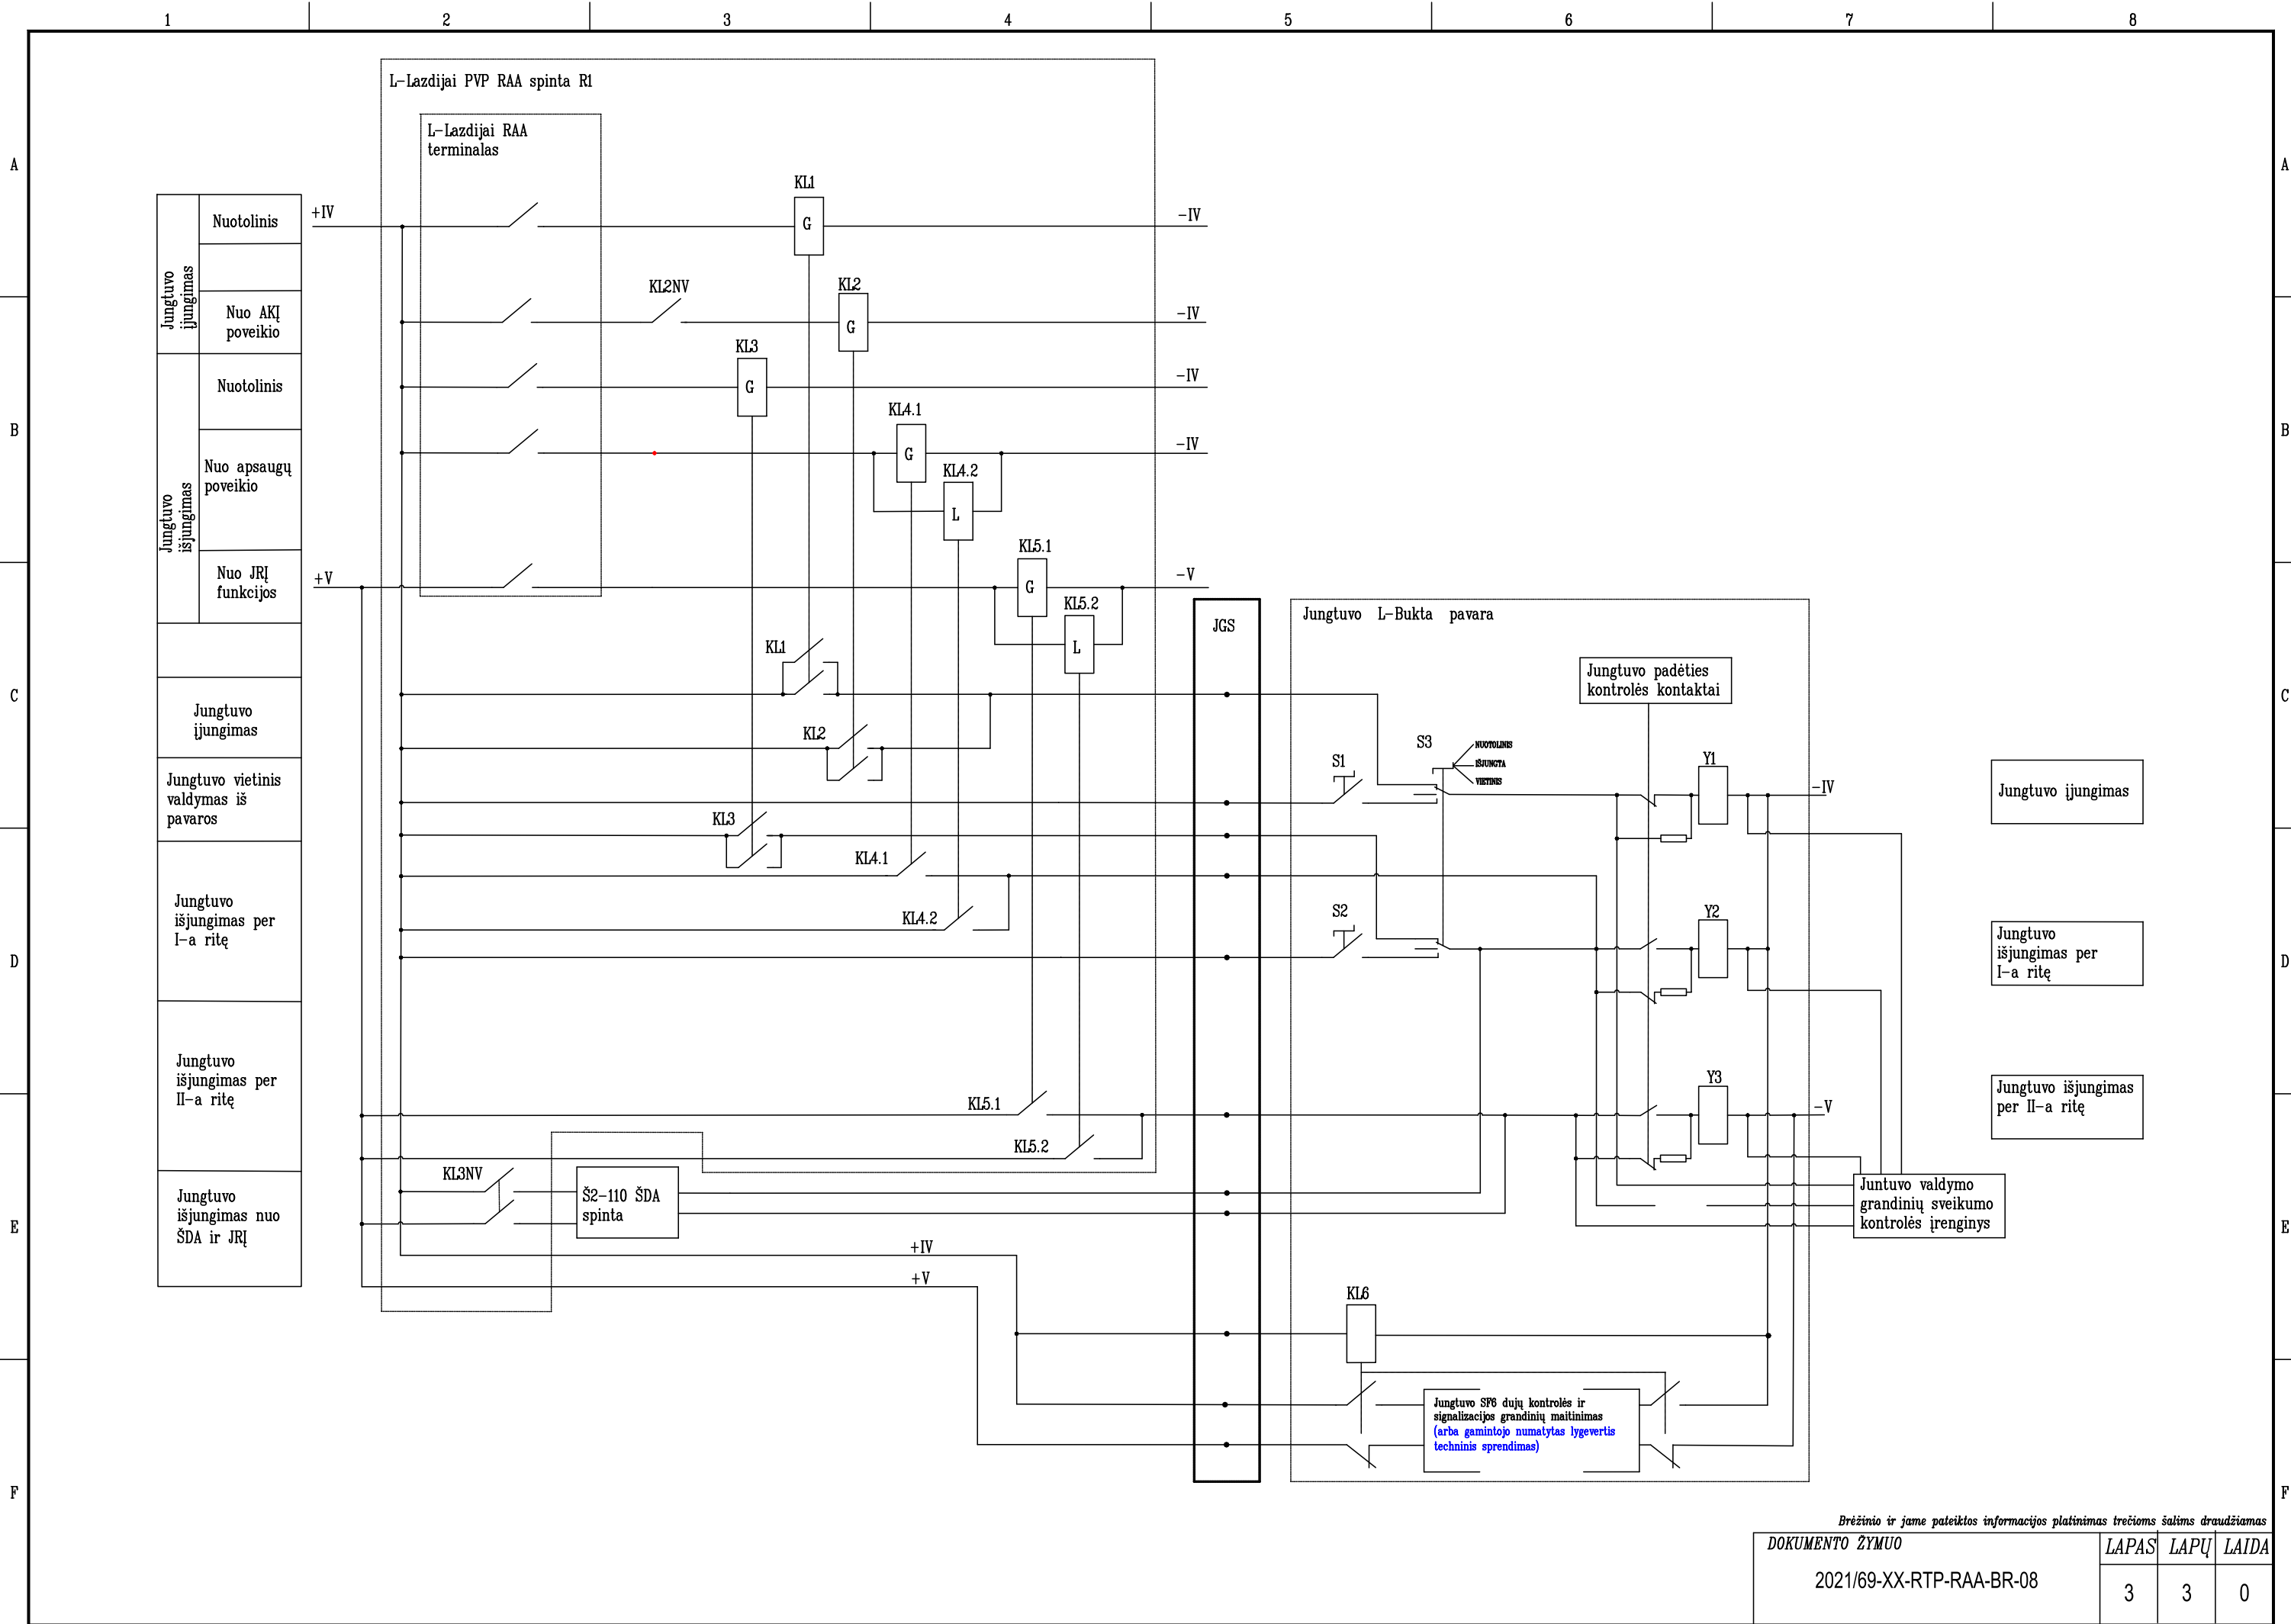 1 2 3 4 5 6 7 8
L-Lazdijai PVP RAA spinta R1
L-Lazdijai RAA
terminalas
A
A
KL1
+IV
Nuotolinis
G
-IV
Jungtuvo
įjungimas
KL2NV
KL2
Nuo AKĮ
poveikio
G
-IV
KL3
Nuotolinis
G
-IV
KL4.1
B
B
Nuo apsaugų
poveikio
G
-IV
KL4.2
L
Jungtuvo
išjungimas
KL5.1
Nuo JRĮ
funkcijos
+V
G
-V
KL5.2
L
JGS
Jungtuvo L-Bukta pavara
KL1
Jungtuvo padėties
kontrolės kontaktai
C
C
Jungtuvo
įjungimas
KL2
S3
NUOTOLINIS
IŠJUNGTA
VIETINIS
S1
Y1
-IV
Jungtuvo įjungimas
Jungtuvo vietinis
valdymas iš
pavaros
KL3
KL4.1
Jungtuvo
išjungimas per
I-a ritę
KL4.2
S2
Y2
Jungtuvo
išjungimas per
I-a ritę
D
D
Jungtuvo
išjungimas per
II-a ritę
Y3
KL5.1
-V
Jungtuvo išjungimas
per II-a ritę
KL5.2
KL3NV
Š2-110 ŠDA
spinta
Jungtuvo
išjungimas nuo
ŠDA ir JRĮ
Juntuvo valdymo
grandinių sveikumo
kontrolės įrenginys
E
E
+IV
+V
KL6
Jungtuvo SF6 dujų kontrolės ir
signalizacijos grandinių maitinimas
(arba gamintojo numatytas lygevertis
techninis sprendimas)
F
F
Brėžinio ir jame pateiktos informacijos platinimas trečioms šalims draudžiamas
DOKUMENTO ŽYMUO
LAPAS LAPŲ LAIDA
2021/69-XX-RTP-RAA-BR-08
3 3 0